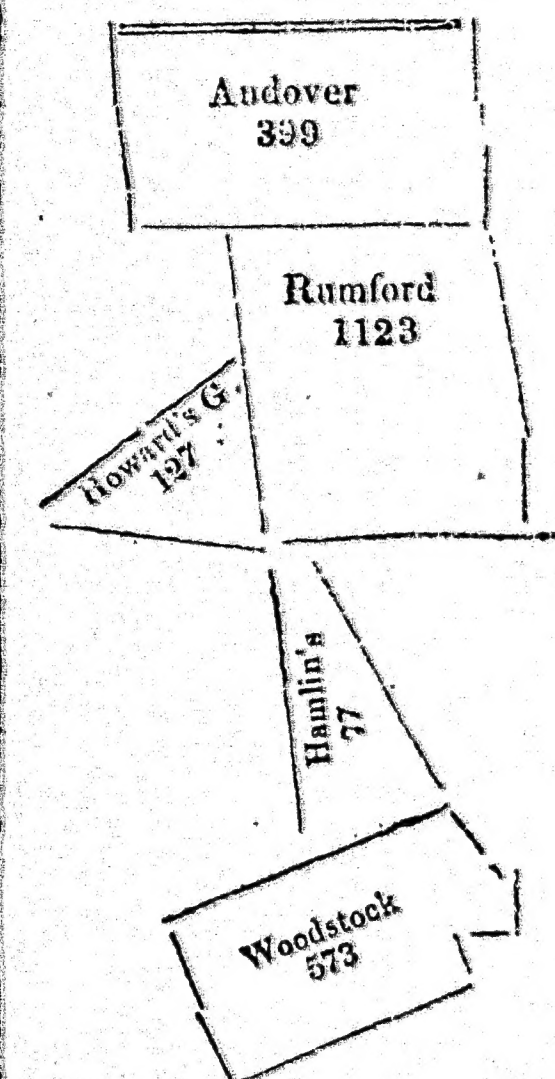 Andover
399
Rumford
1123
Howard's G.
127
Hamlin's
77
Woodstock
573